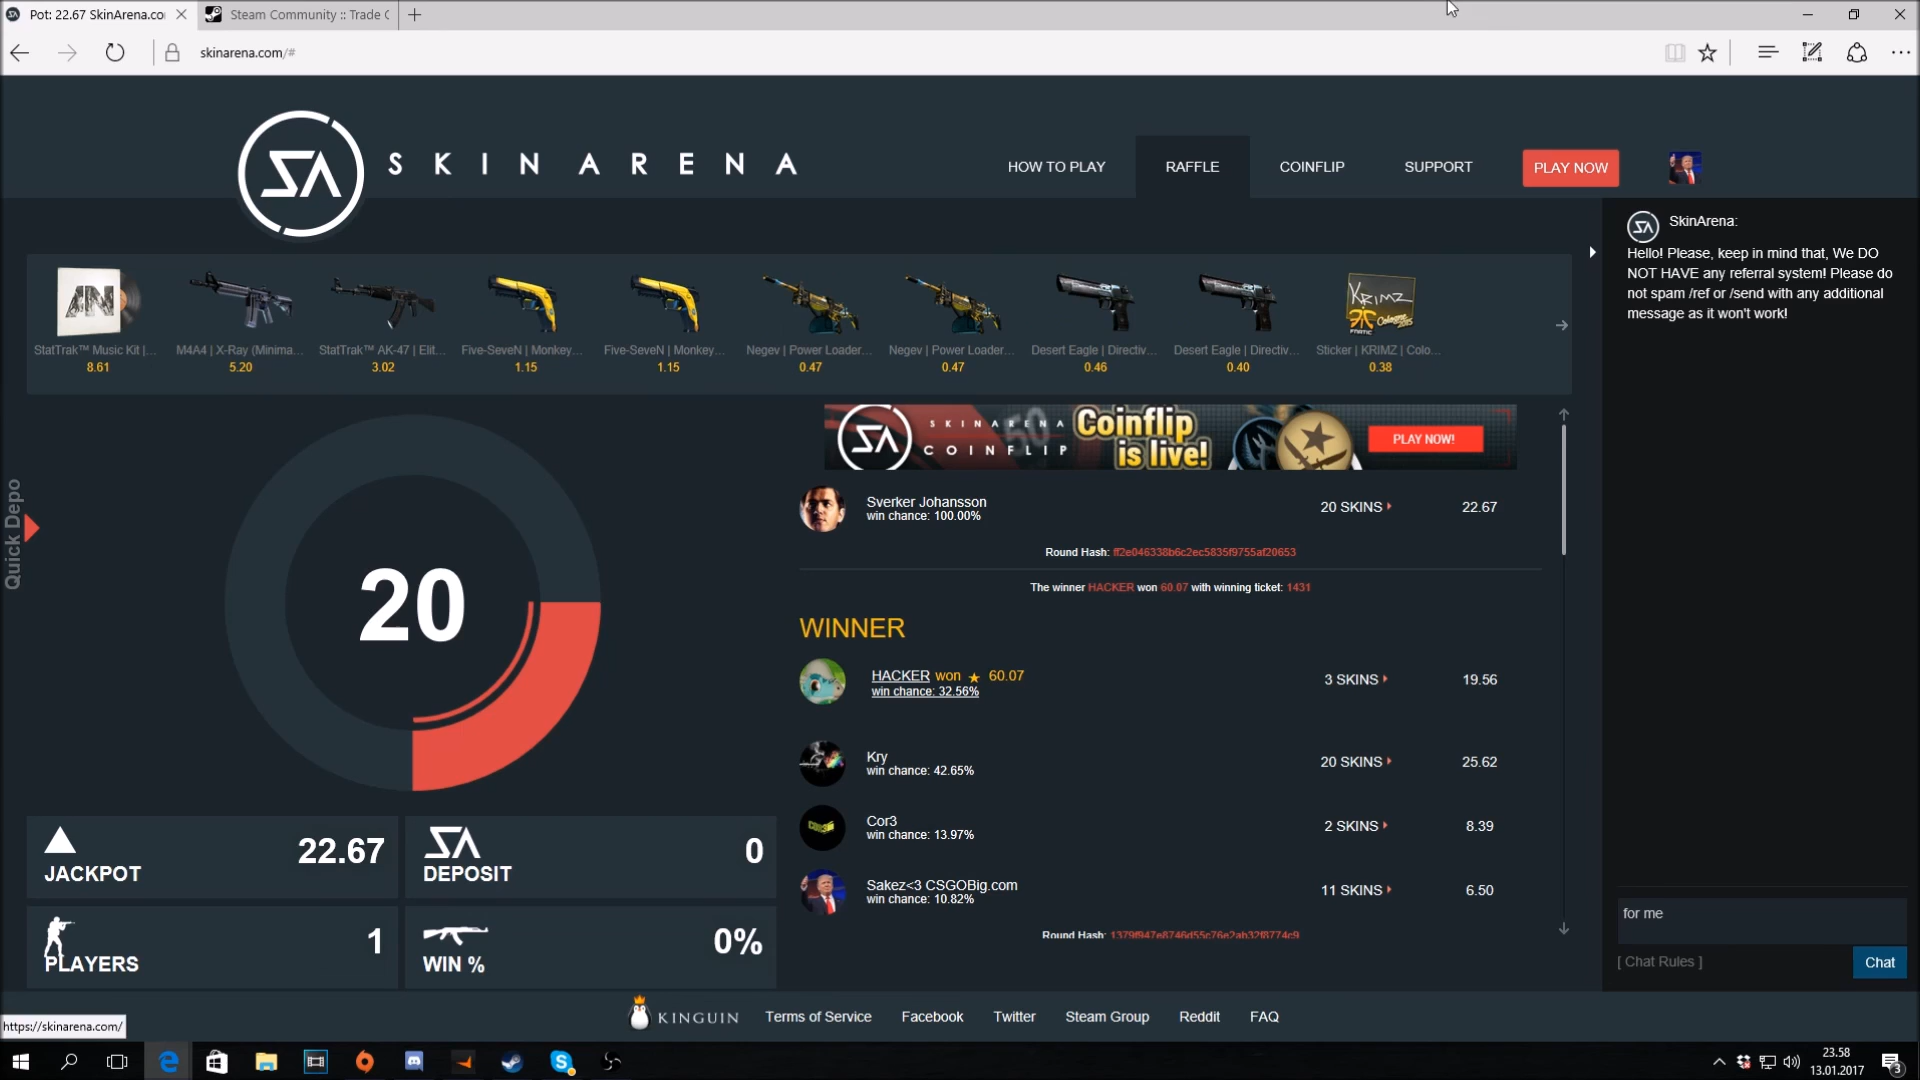 Pot: 22.67 SkinArena.co
Steam Community :: Trade O
skinarena.com/#
SA
SKINARENA
HOW TO PLAY
RAFFLE
COINFLIP
SUPPORT
PLAY NOW
SkinArena:
Hello! Please, keep in mind that, We DO
NOT HAVE any referral system! Please do
not spam /ref or /send with any additional
message as it won't work!
StatTrak™ Music Kit |...
M4A4 | X-Ray (Minima...
StatTrak™ AK-47 | Elit...
Five-SeveN | Monkey...
Five-SeveN | Monkey...
Negev | Power Loader...
Negev | Power Loader...
Desert Eagle | Directiv...
Desert Eagle | Directiv...
Sticker | KRIMZ | Colo...
8.61
5.20
3.02
1.15
1.15
0.47
0.47
0.46
0.40
0.38
Quick Depo
20
SKINARENA
COINFLIP
Coinflip
is live!
PLAY NOW!
Sverker Johansson
win chance: 100.00%
20 SKINS
22.67
Round Hash: ff2e046338b6c2ec5835f9755af20653
The winner HACKER won 60.07 with winning ticket: 1431
WINNER
HACKER won ★ 60.07
win chance: 32.56%
3 SKINS
19.56
Kry
win chance: 42.65%
20 SKINS
25.62
Cor3
win chance: 13.97%
2 SKINS
8.39
Sakez<3 CSGOBig.com
win chance: 10.82%
11 SKINS
6.50
Round Hash: 1379f947e8746d55c76e2ab32f8774c9
JACKPOT
22.67
SA
DEPOSIT
0
PLAYERS
1
WIN %
0%
for me
[ Chat Rules ]
Chat
KINGUIN
Terms of Service
Facebook
Twitter
Steam Group
Reddit
FAQ
https://skinarena.com/
23.58
13.01.2017
3